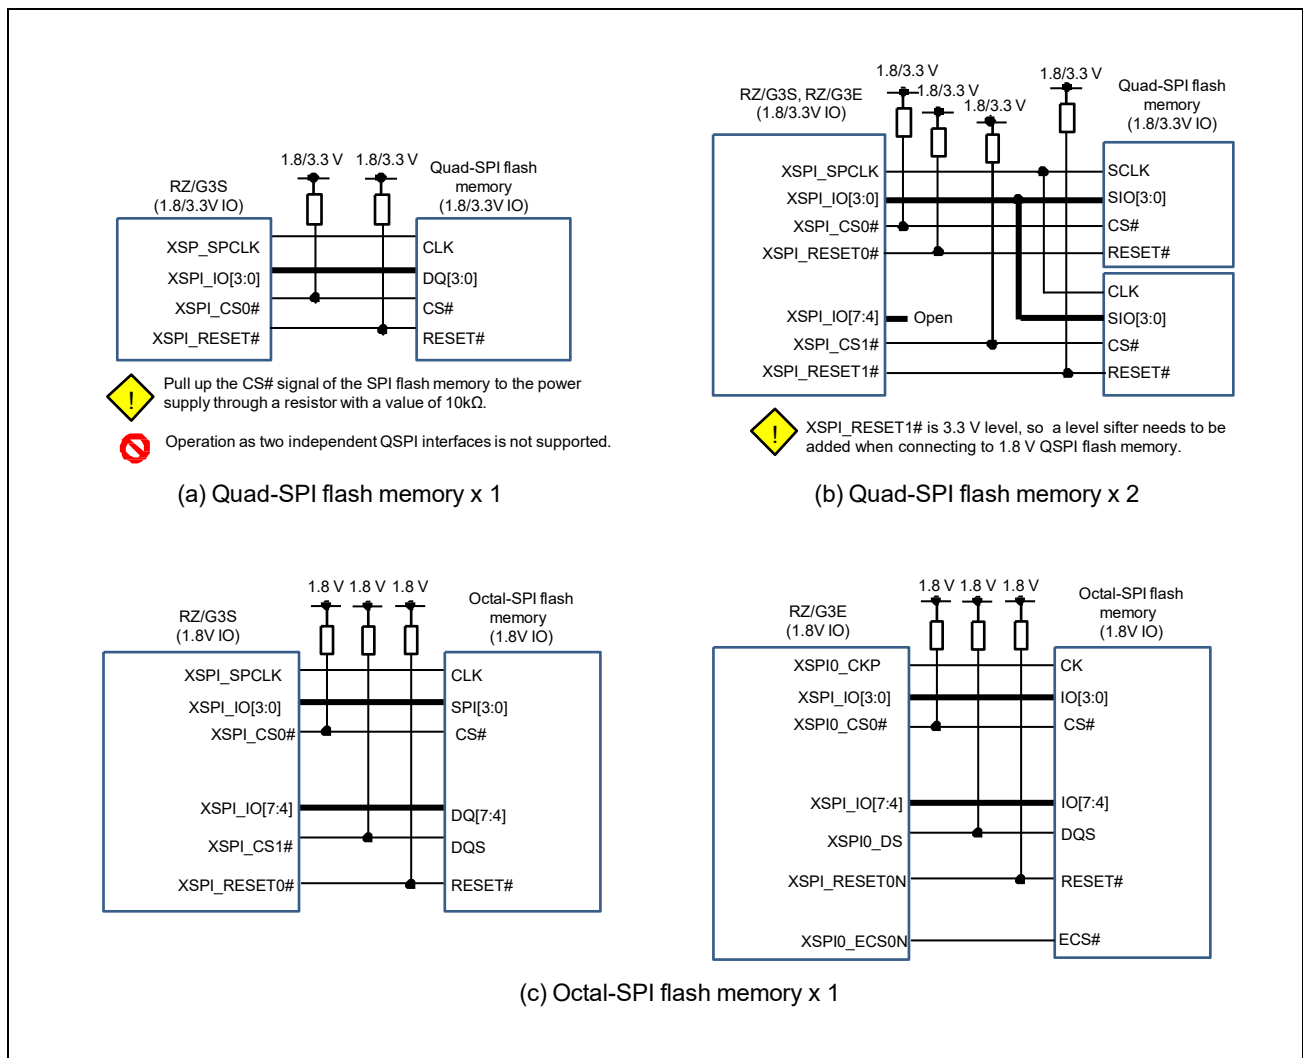 1.8/3.3 V 1.8/3.3 V
RZ/G3S
(1.8/3.3V IO)
Quad-SPI flash
memory
(1.8/3.3V IO)
XSP_SPCLK
XSPI_IO[3:0]
XSPI_CS0#
XSPI_RESET#
CLK
DQ[3:0]
CS#
RESET#
!
Pull up the CS# signal of the SPI flash memory to the power
supply through a resistor with a value of 10kΩ.
Operation as two independent QSPI interfaces is not supported.
(a) Quad-SPI flash memory x 1
1.8/3.3 V
1.8/3.3 V
1.8/3.3 V
1.8/3.3 V
RZ/G3S, RZ/G3E
(1.8/3.3V IO)
Quad-SPI flash
memory
(1.8/3.3V IO)
XSPI_SPCLK
XSPI_IO[3:0]
XSPI_CS0#
XSPI_RESET0#
XSPI_IO[7:4]
Open
XSPI_CS1#
XSPI_RESET1#
SCLK
SIO[3:0]
CS#
RESET#
CLK
SIO[3:0]
CS#
RESET#
!
XSPI_RESET1# is 3.3 V level, so a level sifter needs to be
added when connecting to 1.8 V QSPI flash memory.
(b) Quad-SPI flash memory x 2
1.8 V 1.8 V 1.8 V
RZ/G3S
(1.8V IO)
Octal-SPI flash
memory
(1.8V IO)
XSPI_SPCLK
XSPI_IO[3:0]
XSPI_CS0#
XSPI_IO[7:4]
XSPI_CS1#
XSPI_RESET0#
CLK
SPI[3:0]
CS#
DQ[7:4]
DQS
RESET#
1.8 V 1.8 V 1.8 V
RZ/G3E
(1.8V IO)
Octal-SPI flash
memory
(1.8V IO)
XSPI0_CKP
XSPI_IO[3:0]
XSPI0_CS0#
XSPI_IO[7:4]
XSPI0_DS
XSPI_RESET0N
XSPI0_ECS0N
CK
IO[3:0]
CS#
IO[7:4]
DQS
RESET#
ECS#
(c) Octal-SPI flash memory x 1